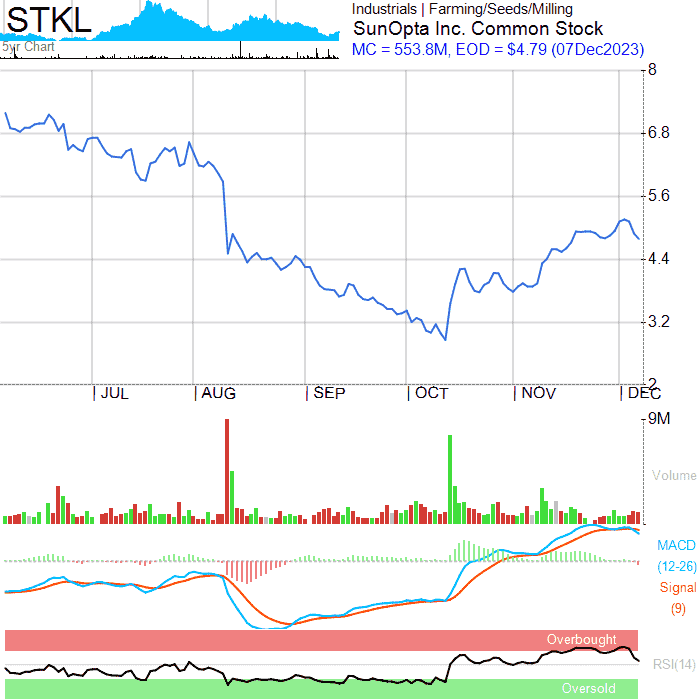 STKL
5yr Chart
Industrials | Farming/Seeds/Milling
SunOpta Inc. Common Stock
MC = 553.8M, EOD = $4.79 (07Dec2023)
8
6.8
5.6
4.4
3.2
2
JUL AUG SEP OCT NOV DEC
9M
Volume
MACD
(12-26)
Signal
(9)
Overbought
RSI(14)
Oversold